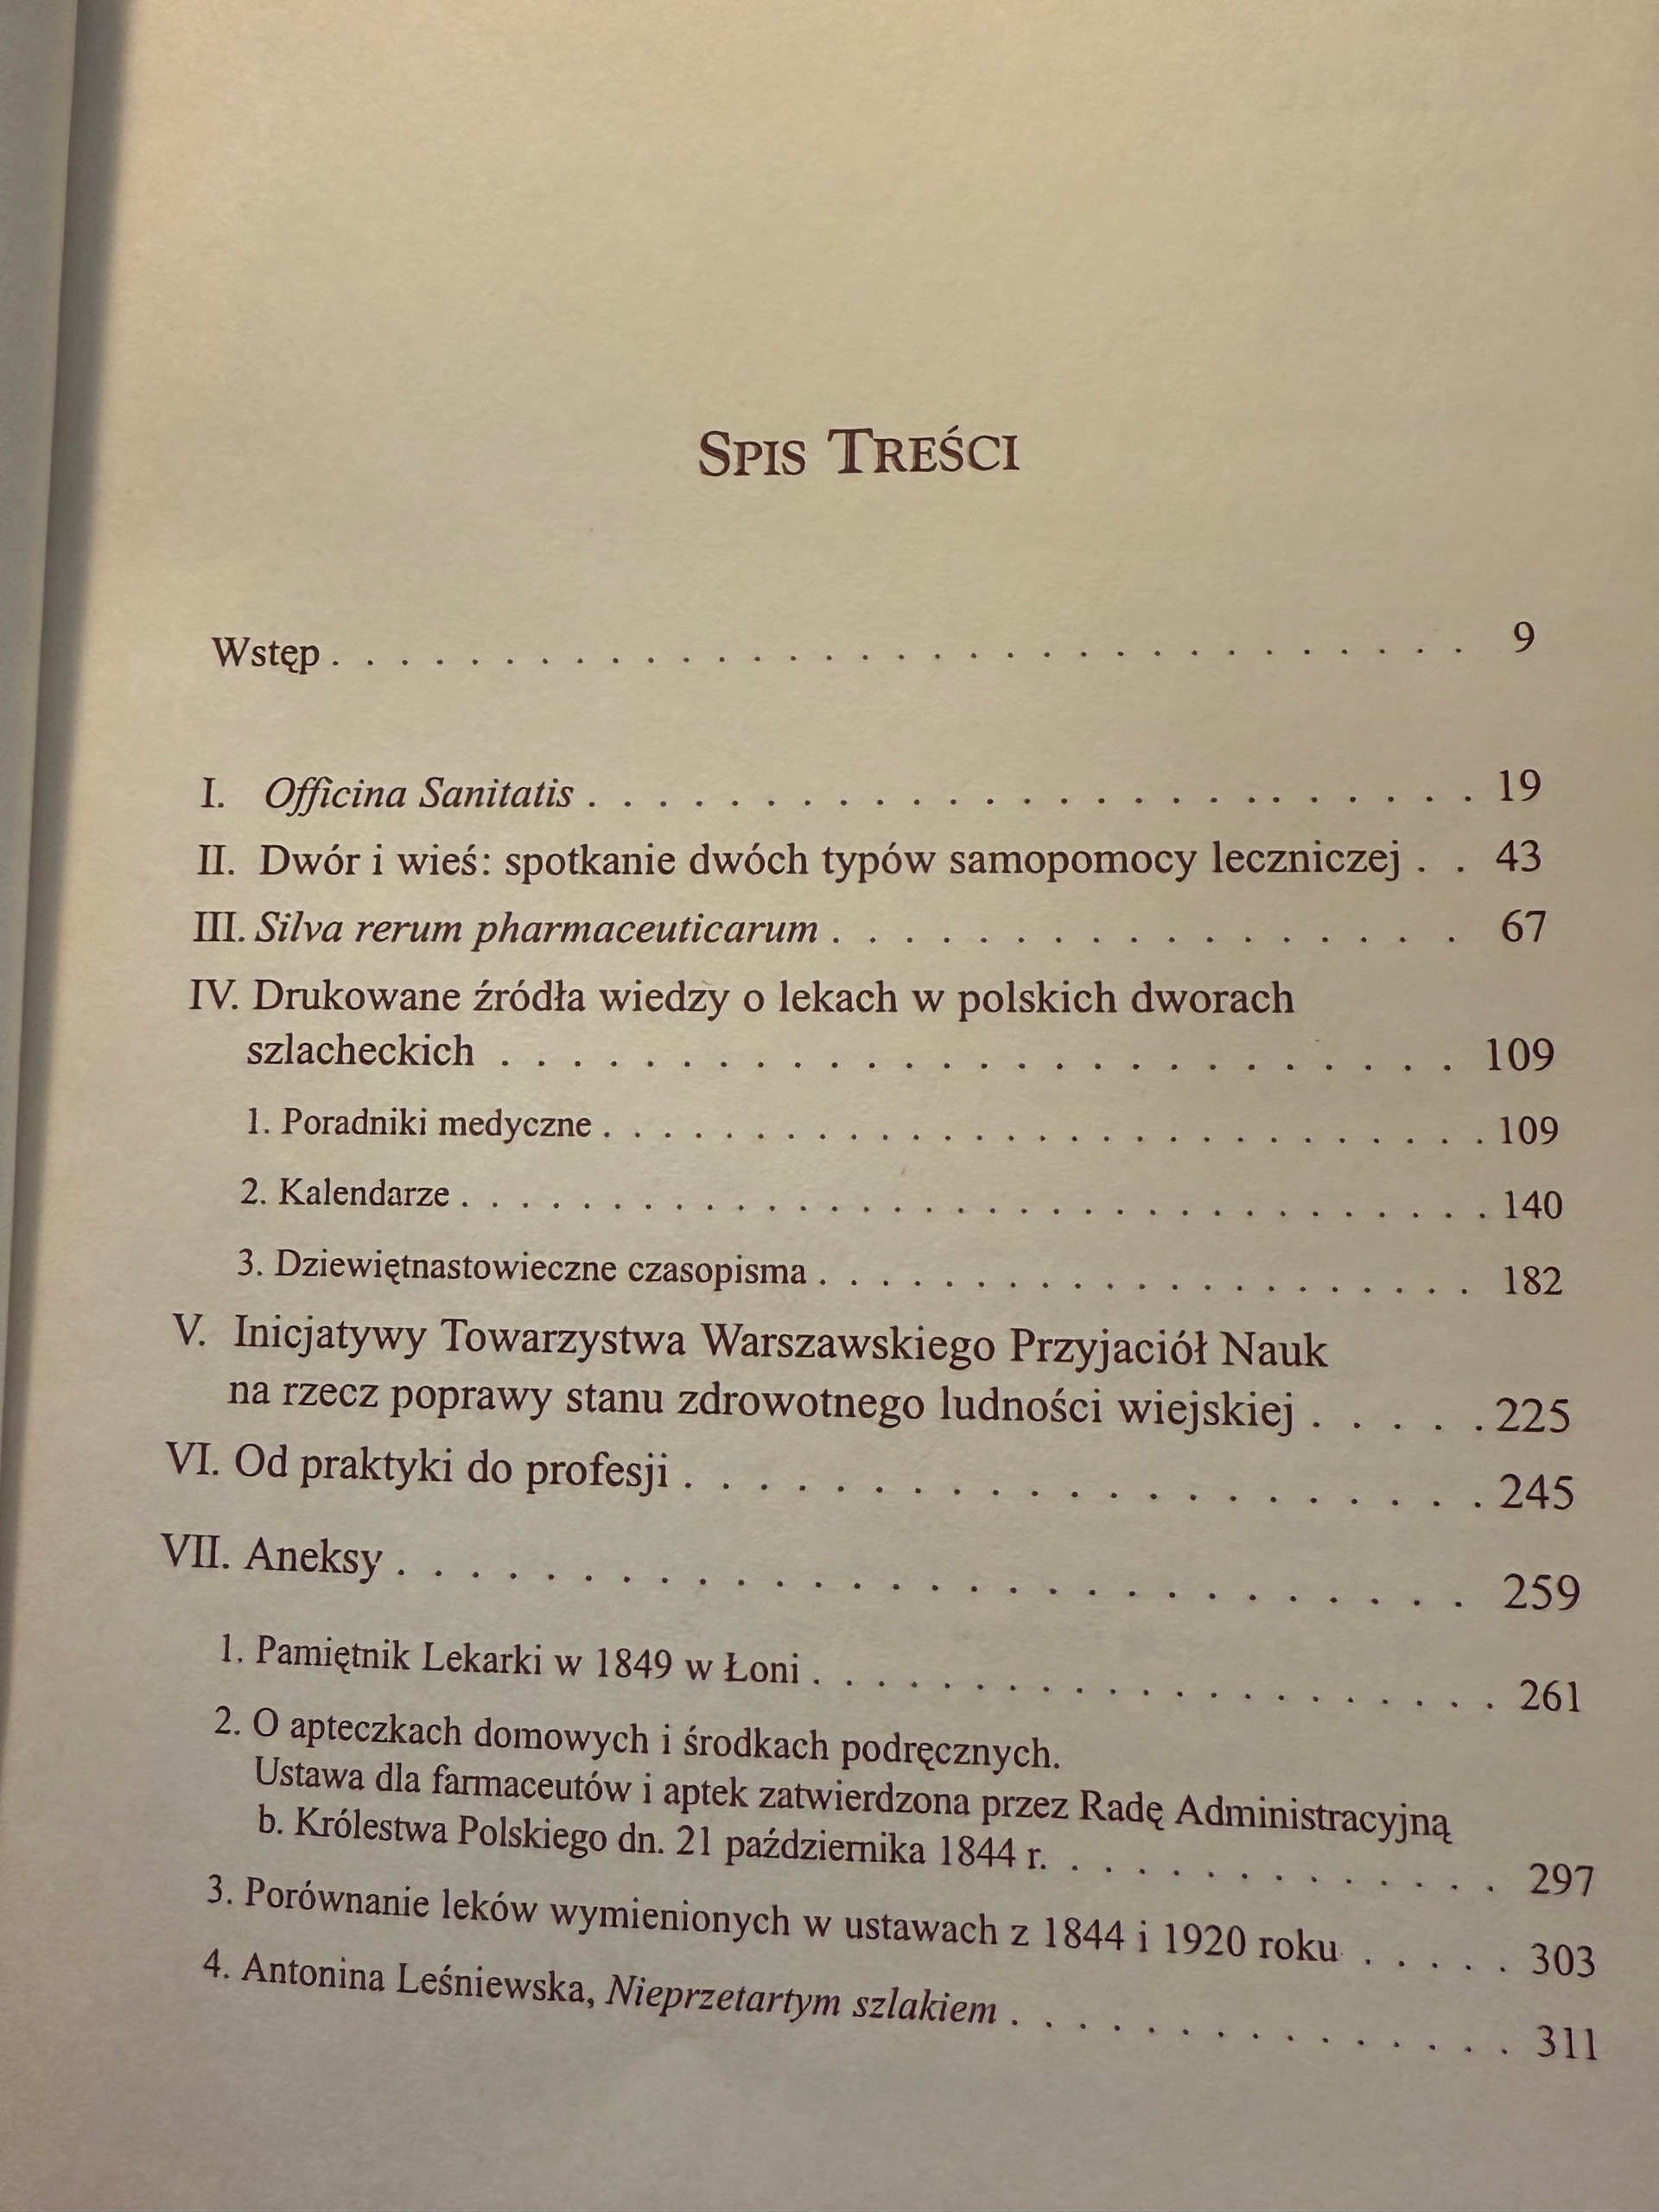 Spis Treści
Wstęp . . . . . . . . . . . . . . . . . . . . . . . . . . . . . . . . . 9
I. Officina Sanitatis . . . . . . . . . . . . . . . . . . . . . . . . . 19
II. Dwór i wieś: spotkanie dwóch typów samopomocy leczniczej . . 43
III. Silva rerum pharmaceuticarum . . . . . . . . . . . . . . . . . . 67
IV. Drukowane źródła wiedzy o lekach w polskich dworach
szlacheckich . . . . . . . . . . . . . . . . . . . . . . . . . . . 109
1. Poradniki medyczne . . . . . . . . . . . . . . . . . . . . . . . . . . . . 109
2. Kalendarze . . . . . . . . . . . . . . . . . . . . . . . . . . . . . . . . . 140
3. Dziewiętnastowieczne czasopisma . . . . . . . . . . . . . . . . . . . . . 182
V. Inicjatywy Towarzystwa Warszawskiego Przyjaciół Nauk
na rzecz poprawy stanu zdrowotnego ludności wiejskiej . . . . . 225
VI. Od praktyki do profesji . . . . . . . . . . . . . . . . . . . . . 245
VII. Aneksy . . . . . . . . . . . . . . . . . . . . . . . . . . . . . 259
1. Pamiętnik Lekarki w 1849 w Łoni . . . . . . . . . . . . . . . . . . . . . 261
2. O apteczkach domowych i środkach podręcznych.
Ustawa dla farmaceutów i aptek zatwierdzona przez Radę Administracyjną
b. Królestwa Polskiego dn. 21 października 1844 r. . . . . . . . . . . . . . 297
3. Porównanie leków wymienionych w ustawach z 1844 i 1920 roku . . . . . 303
4. Antonina Leśniewska, Nieprzetartym szlakiem . . . . . . . . . . . . . . . 311